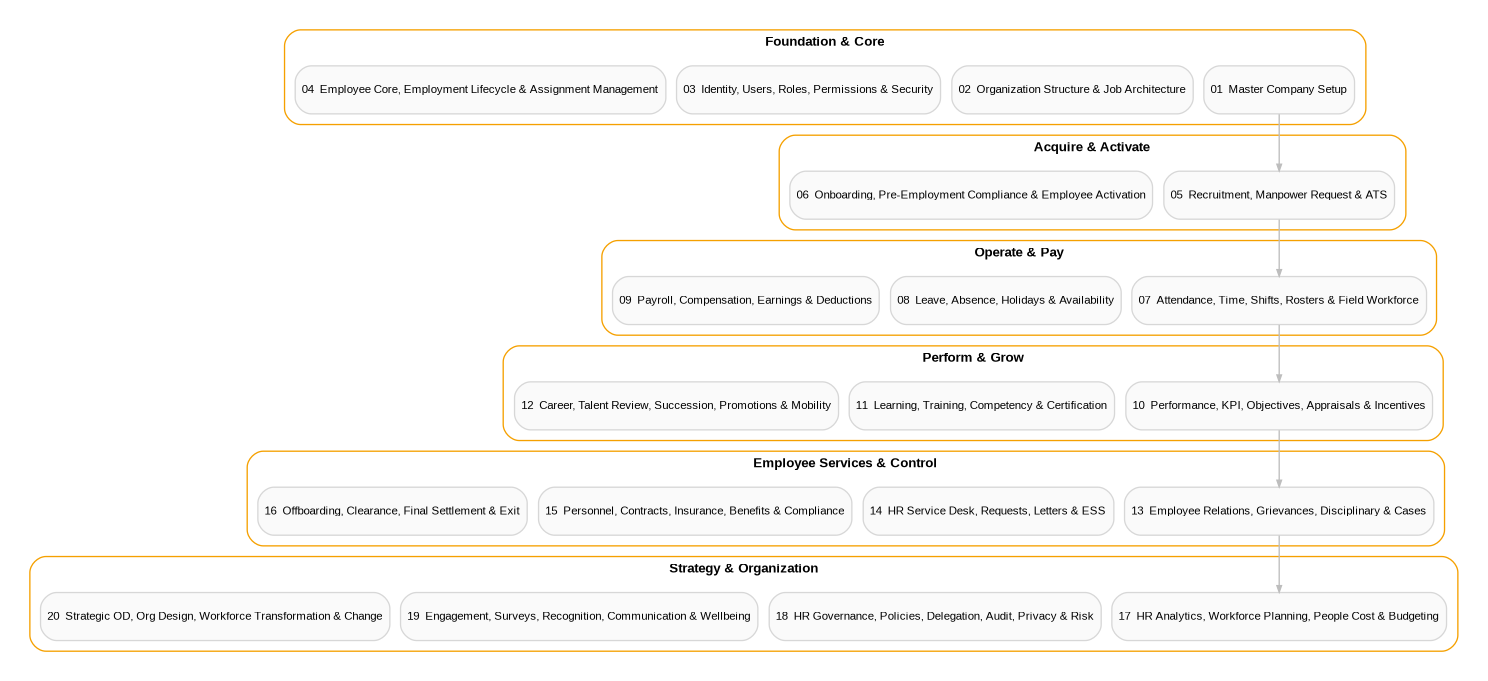 Foundation & Core
04 Employee Core, Employment Lifecycle & Assignment Management
03 Identity, Users, Roles, Permissions & Security
02 Organization Structure & Job Architecture
01 Master Company Setup
Acquire & Activate
06 Onboarding, Pre-Employment Compliance & Employee Activation
05 Recruitment, Manpower Request & ATS
Operate & Pay
09 Payroll, Compensation, Earnings & Deductions
08 Leave, Absence, Holidays & Availability
07 Attendance, Time, Shifts, Rosters & Field Workforce
Perform & Grow
12 Career, Talent Review, Succession, Promotions & Mobility
11 Learning, Training, Competency & Certification
10 Performance, KPI, Objectives, Appraisals & Incentives
Employee Services & Control
16 Offboarding, Clearance, Final Settlement & Exit
15 Personnel, Contracts, Insurance, Benefits & Compliance
14 HR Service Desk, Requests, Letters & ESS
13 Employee Relations, Grievances, Disciplinary & Cases
Strategy & Organization
20 Strategic OD, Org Design, Workforce Transformation & Change
19 Engagement, Surveys, Recognition, Communication & Wellbeing
18 HR Governance, Policies, Delegation, Audit, Privacy & Risk
17 HR Analytics, Workforce Planning, People Cost & Budgeting